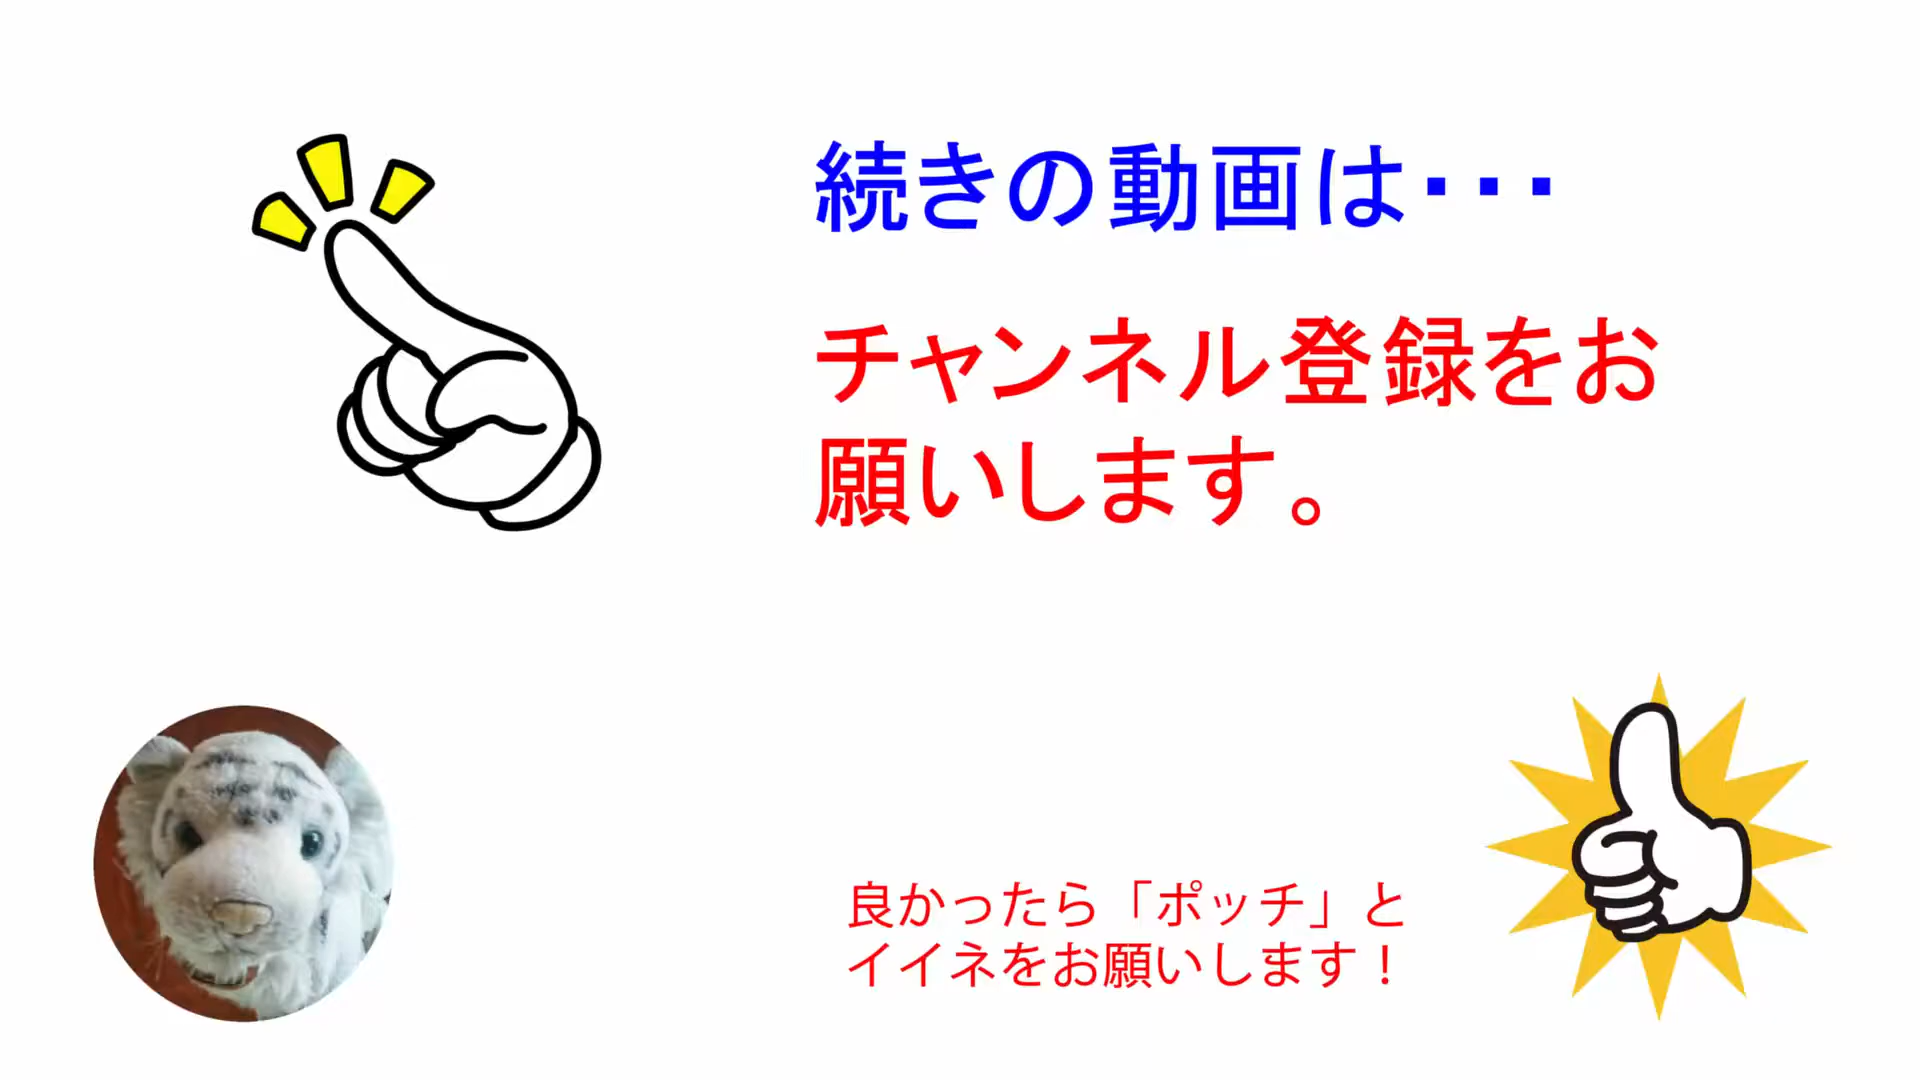 続きの動画は・・・
チャンネル登録をお
願いします。
良かったら「ポッチ」と
イイネをお願いします！